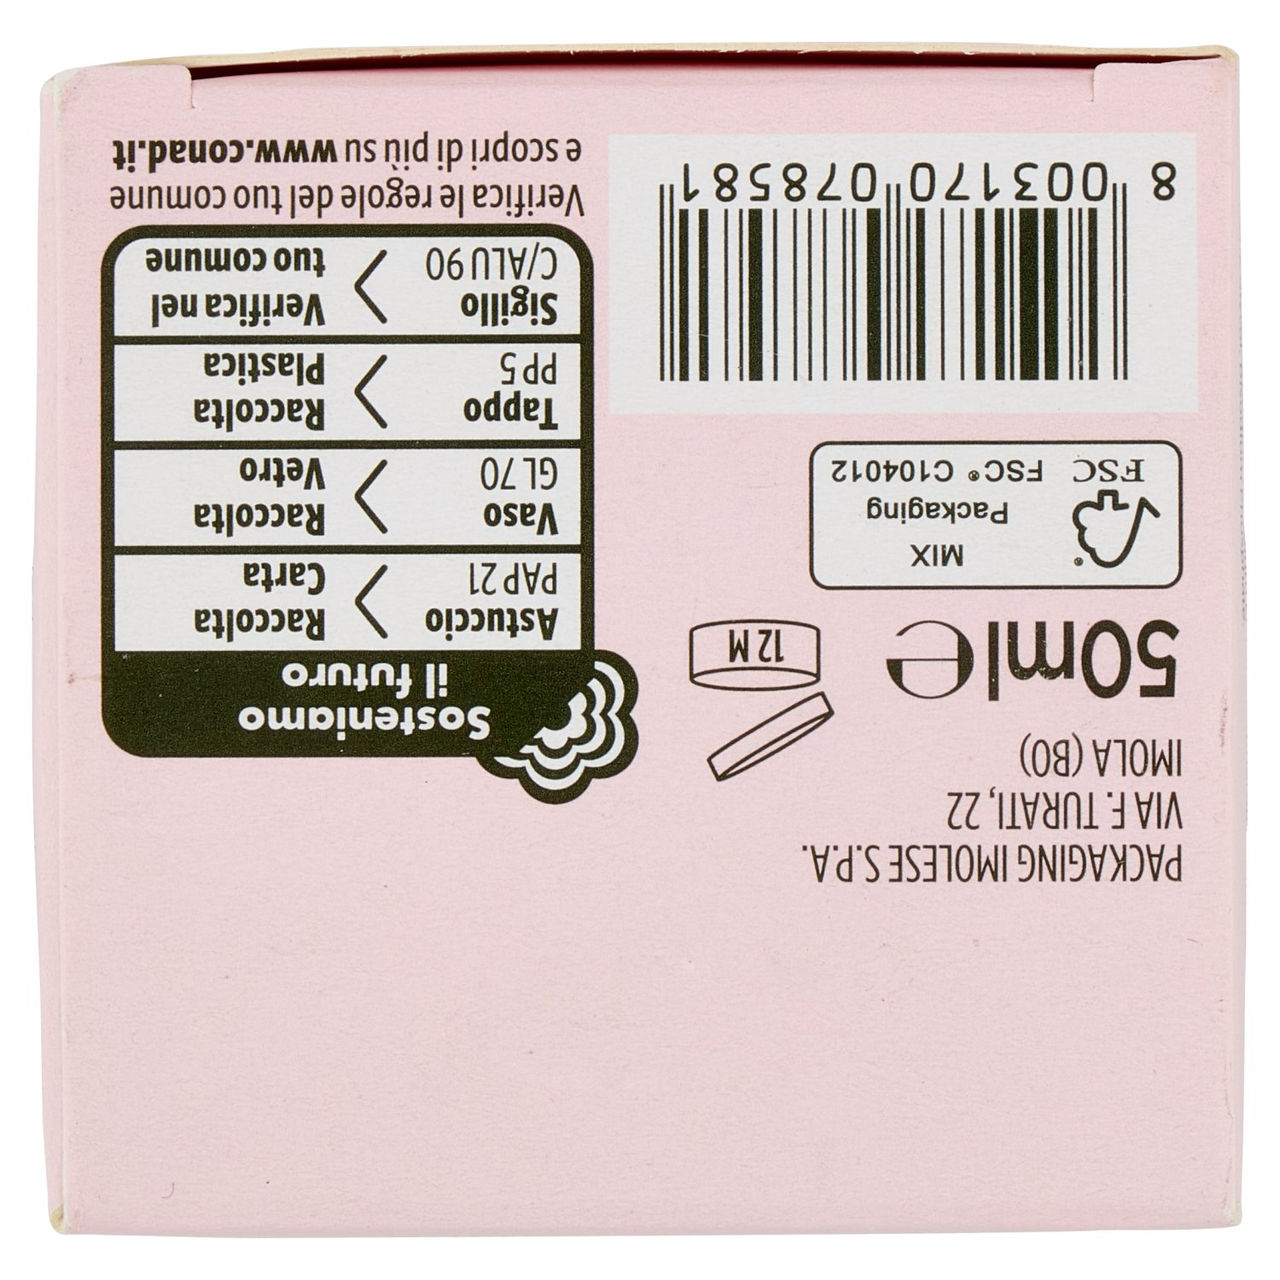 PACKAGING IMOLESE S.P.A.
VIA F. TURATI, 22
IMOLA (BO)
50ml e
12 M
MIX
Packaging
FSC FSC® C104012
8 003170 078581
Sosteniamo
il futuro
Astuccio
PAP 21
Raccolta
Carta
Vaso
GL 70
Raccolta
Vetro
Tappo
PP 5
Raccolta
Plastica
Sigillo
C/ALU 90
Verifica nel
tuo comune
Verifica le regole del tuo comune
e scopri di più su www.conad.it